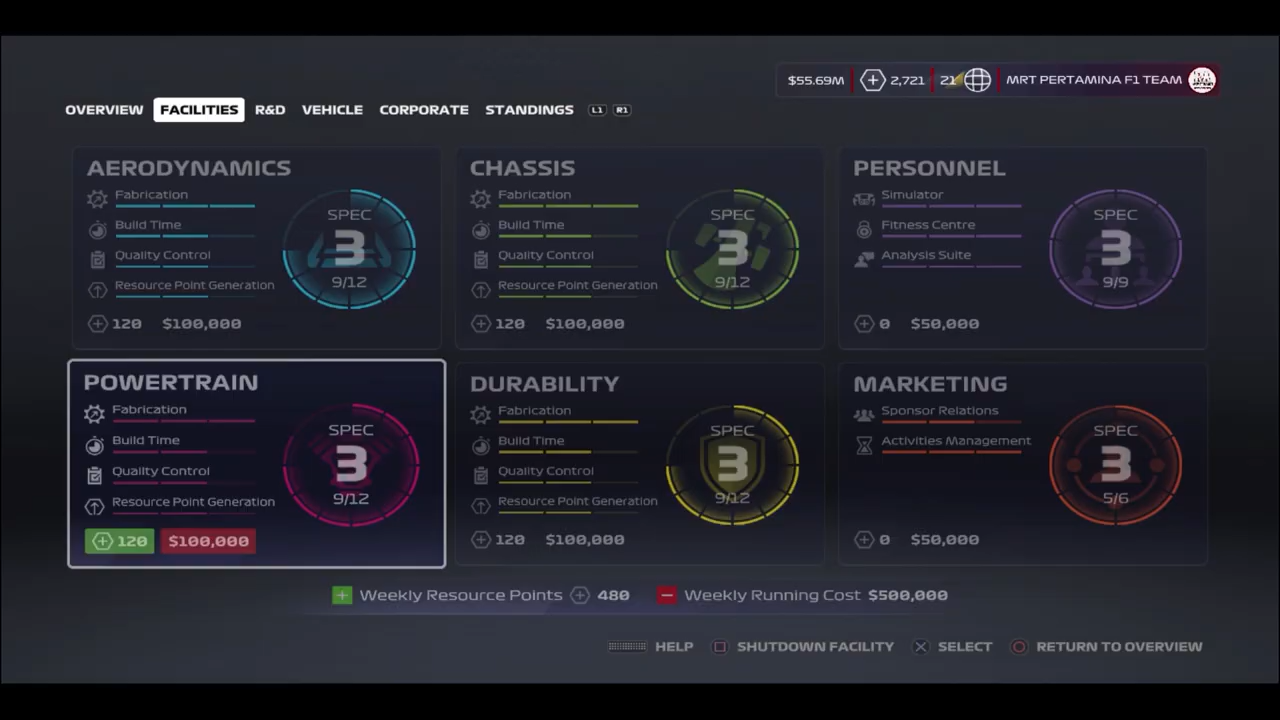 $55.69M 2,721 21 MRT PERTAMINA F1 TEAM
OVERVIEW FACILITIES R&D VEHICLE CORPORATE STANDINGS L1 R1
AERODYNAMICS
Fabrication
Build Time
Quality Control
Resource Point Generation
SPEC
3
9/12
120 $100,000
CHASSIS
Fabrication
Build Time
Quality Control
Resource Point Generation
SPEC
3
9/12
120 $100,000
PERSONNEL
Simulator
Fitness Centre
Analysis Suite
SPEC
3
9/9
0 $50,000
POWERTRAIN
Fabrication
Build Time
Quality Control
Resource Point Generation
SPEC
3
9/12
120 $100,000
DURABILITY
Fabrication
Build Time
Quality Control
Resource Point Generation
SPEC
3
9/12
120 $100,000
MARKETING
Sponsor Relations
Activities Management
SPEC
3
5/6
0 $50,000
Weekly Resource Points 480 Weekly Running Cost $500,000
HELP SHUTDOWN FACILITY SELECT RETURN TO OVERVIEW